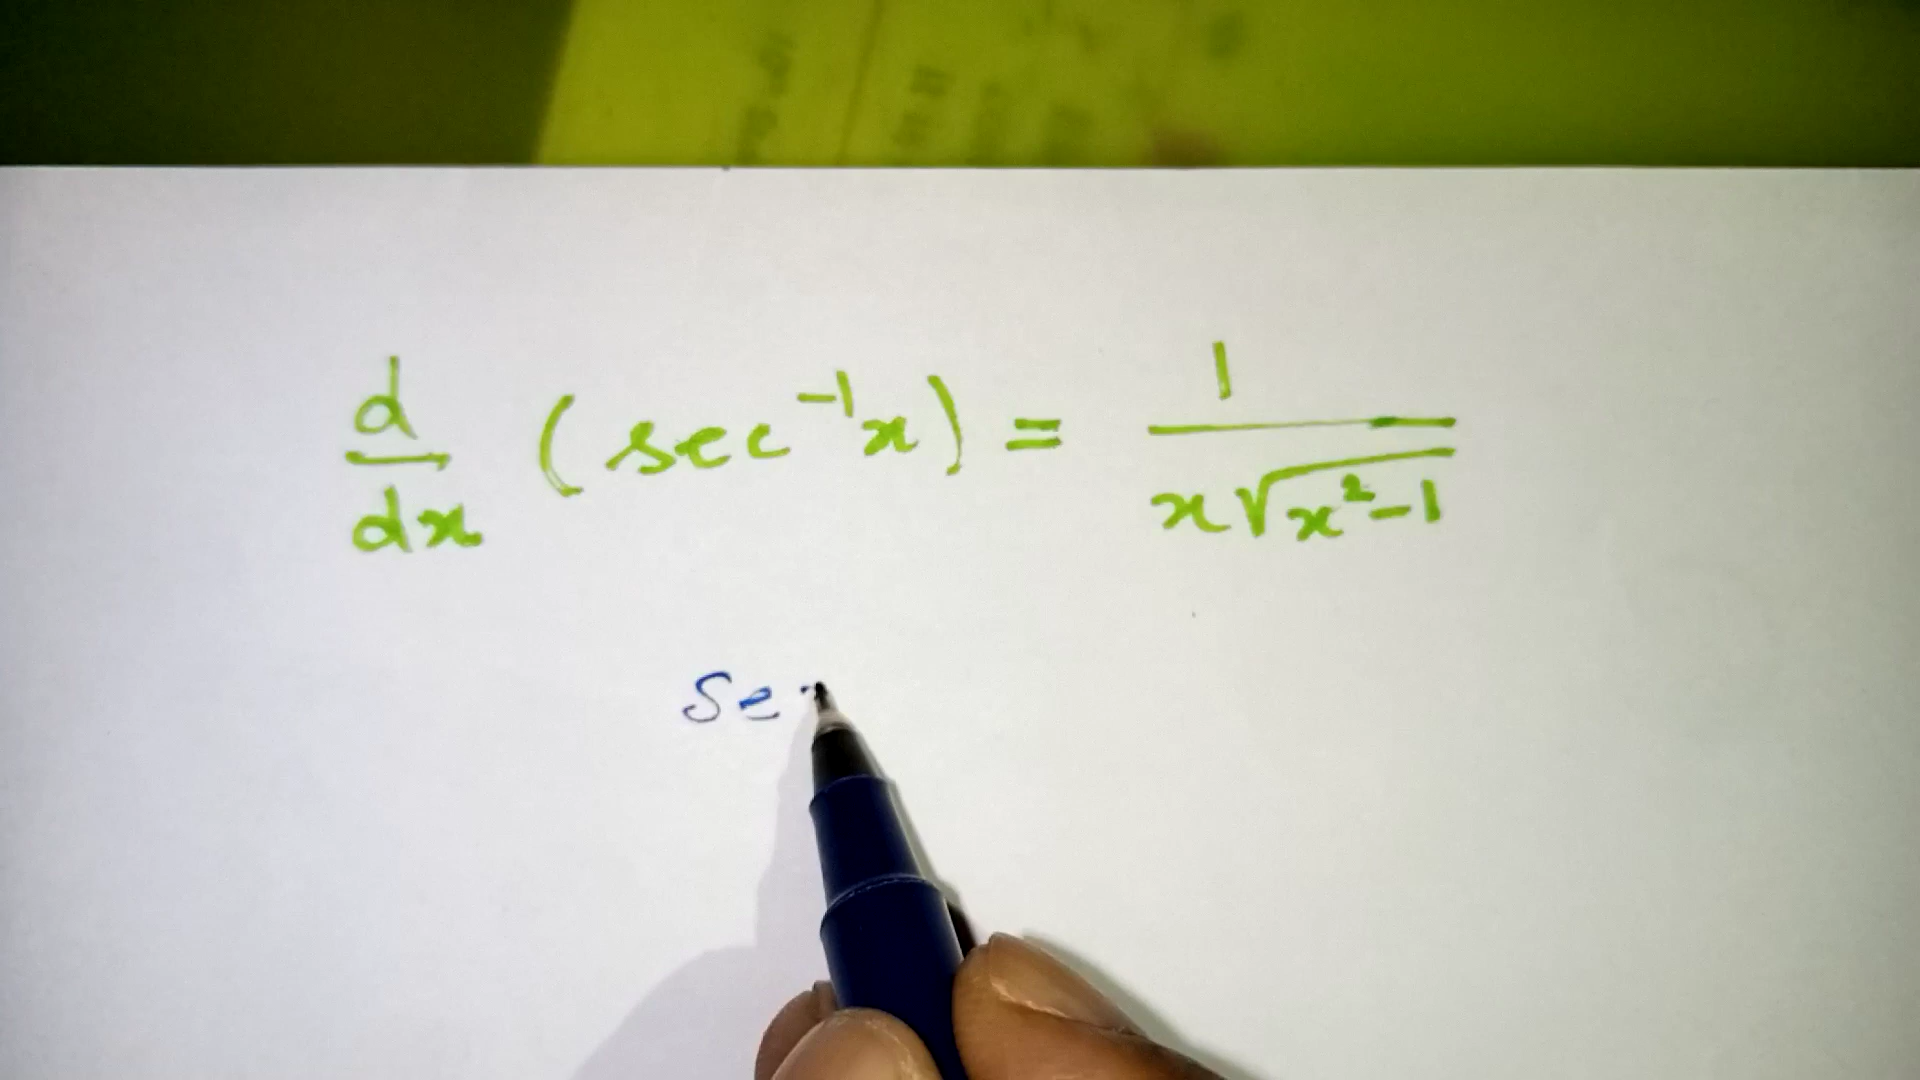 d/dx (sec⁻¹x) = 1/(x√(x²-1))
Se